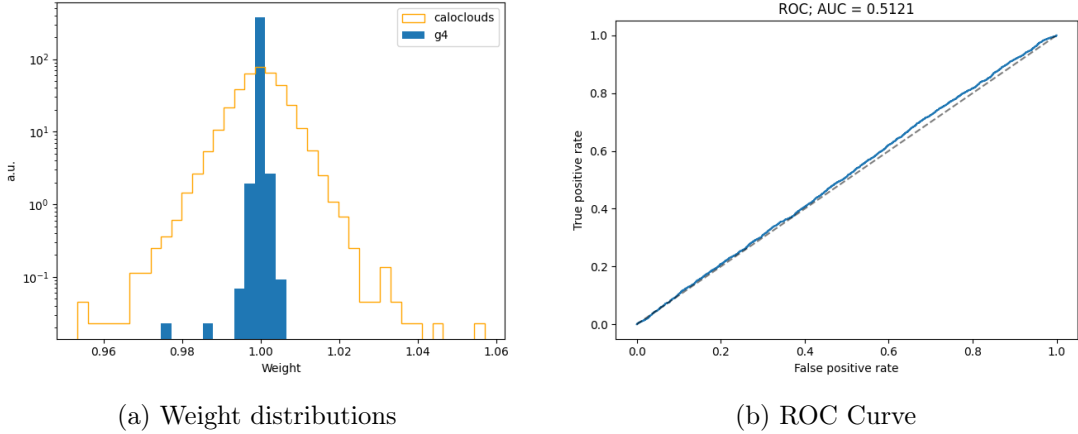 caloclouds
g4
10²
10¹
10⁰
10⁻¹
a.u.
0.96 0.98 1.00 1.02 1.04 1.06
Weight
(a) Weight distributions
ROC; AUC = 0.5121
1.0
0.8
0.6
0.4
0.2
0.0
True positive rate
0.0 0.2 0.4 0.6 0.8 1.0
False positive rate
(b) ROC Curve